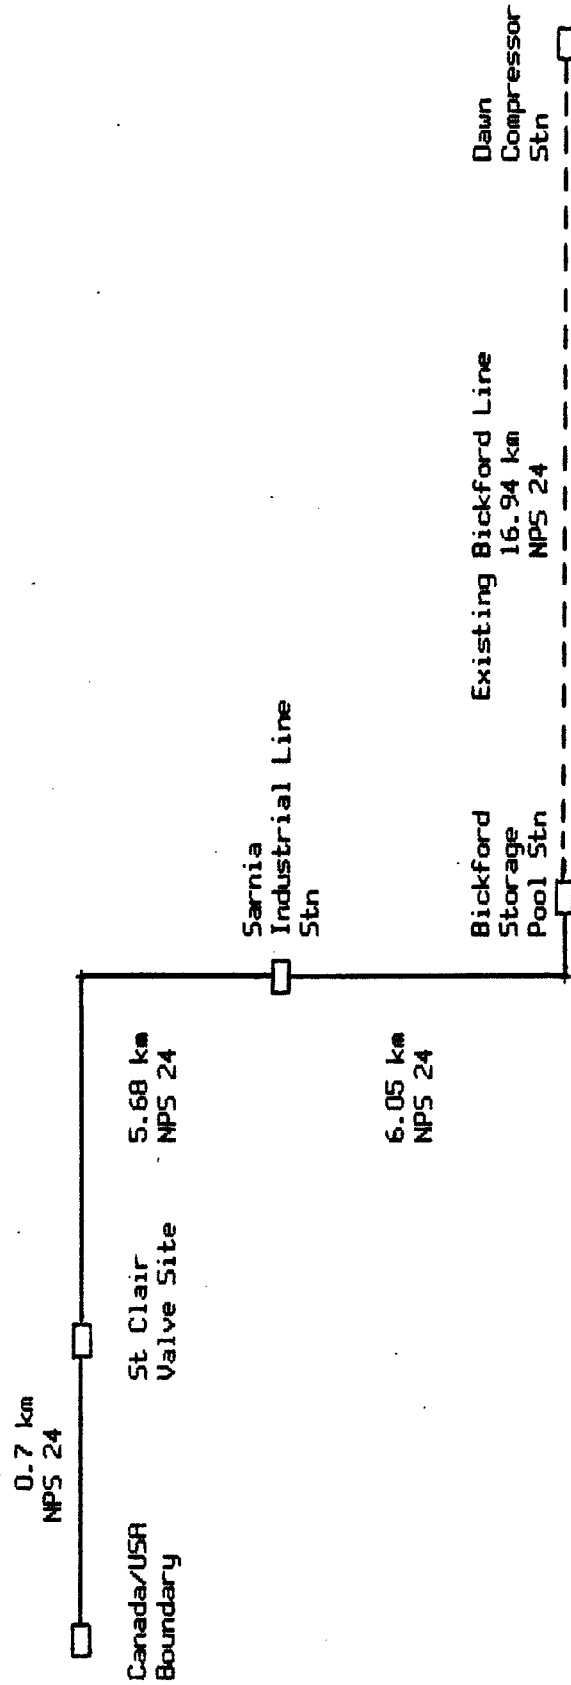 0.7 km
NPS 24
Canada/USA
Boundary
St Clair
Valve Site
5.68 km
NPS 24
Sarnia
Industrial Line
Stn
6.05 km
NPS 24
Bickford
Storage
Pool Stn
Existing Bickford Line
16.94 km
NPS 24
Dawn
Compressor
Stn